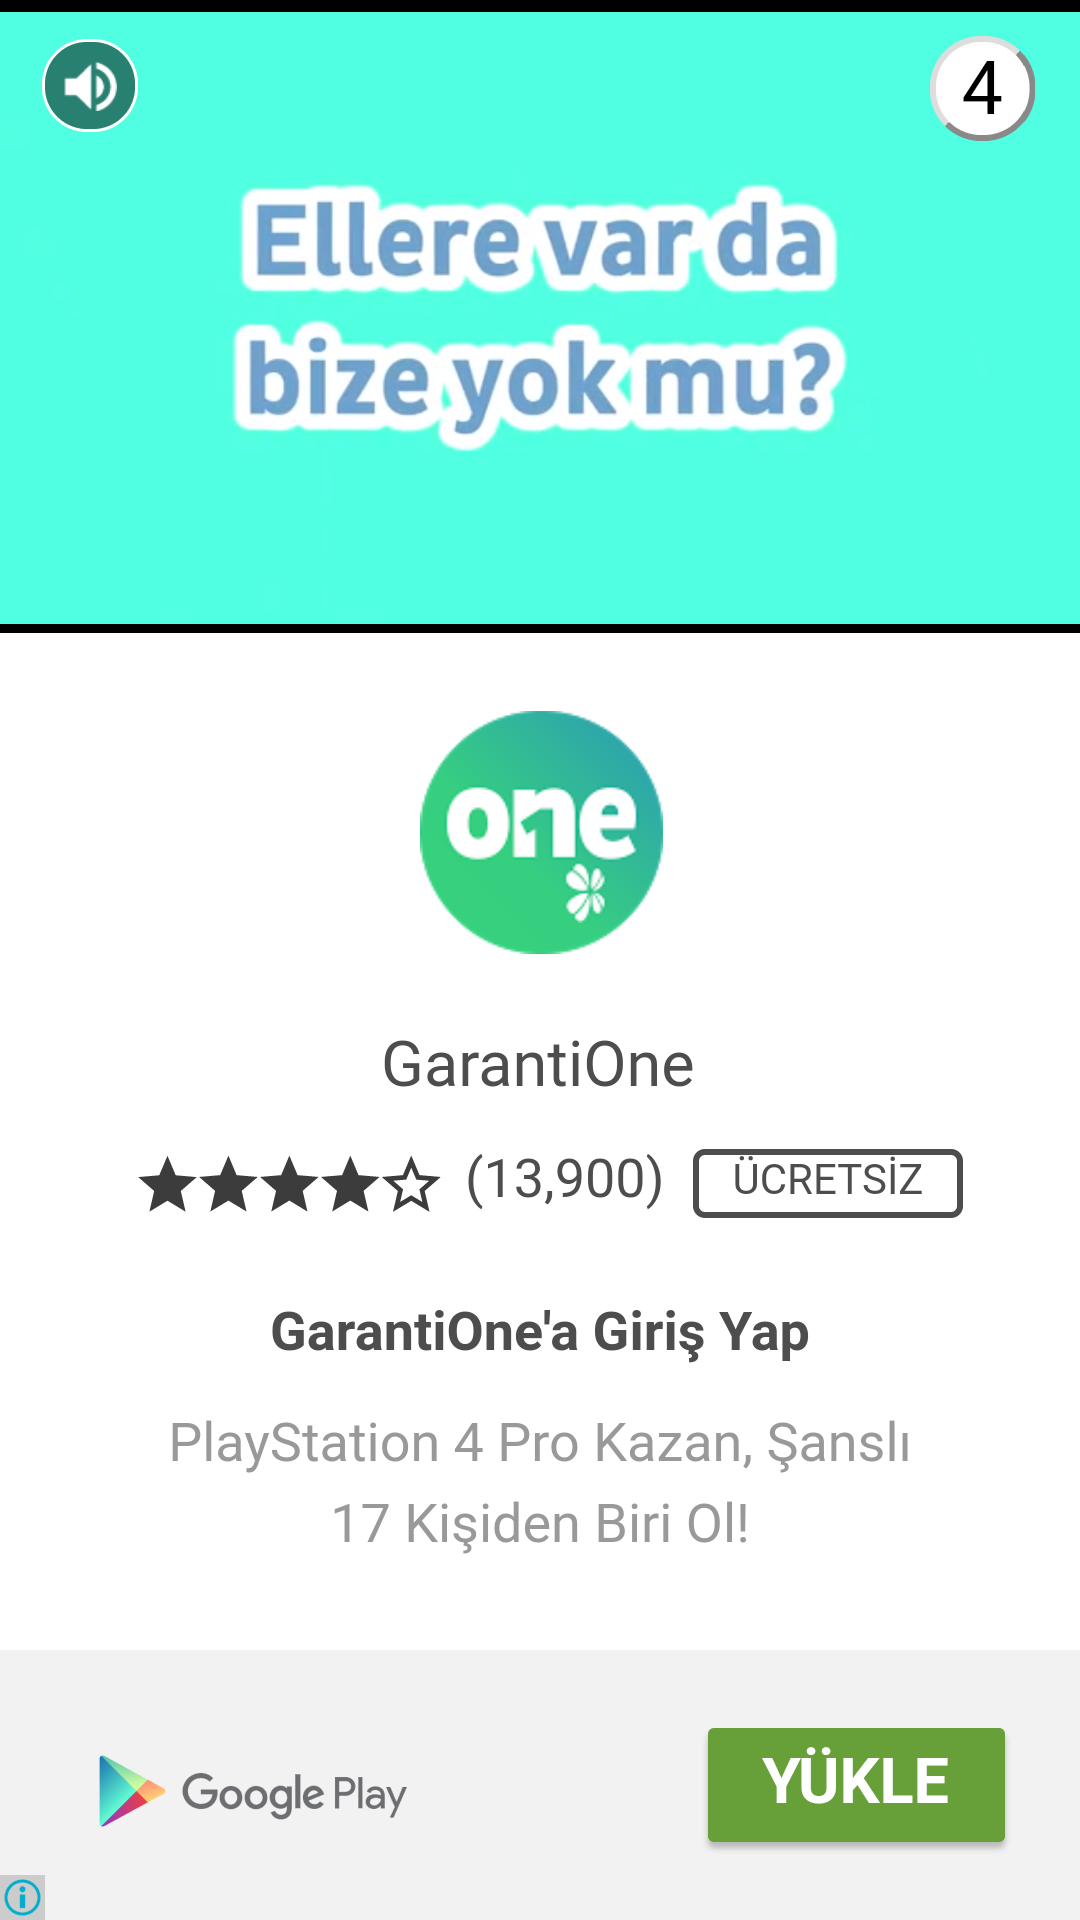 4
Ellere var da
bize yok mu?
one
GarantiOne
(13,900) ÜCRETSİZ
GarantiOne'a Giriş Yap
PlayStation 4 Pro Kazan, Şanslı
17 Kişiden Biri Ol!
Google Play
YÜKLE